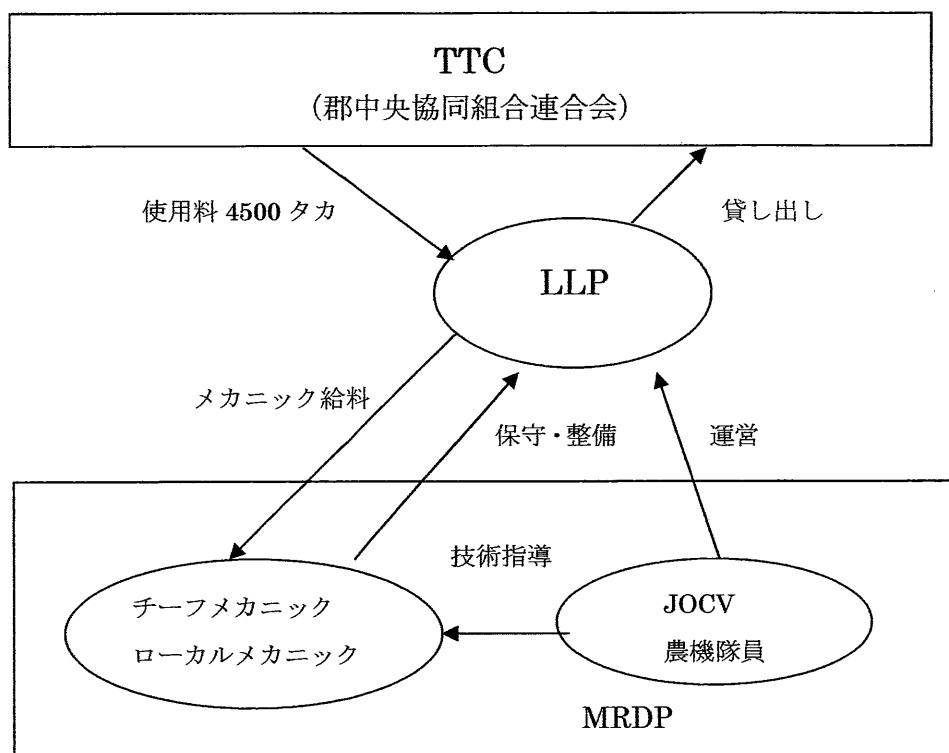 TTC
(郡中央協同組合連合会)
使用料 4500 タカ
貸し出し
LLP
メカニック給料
保守・整備
運営
技術指導
チーフメカニック
ローカルメカニック
JOCV
農機隊員
MRDP